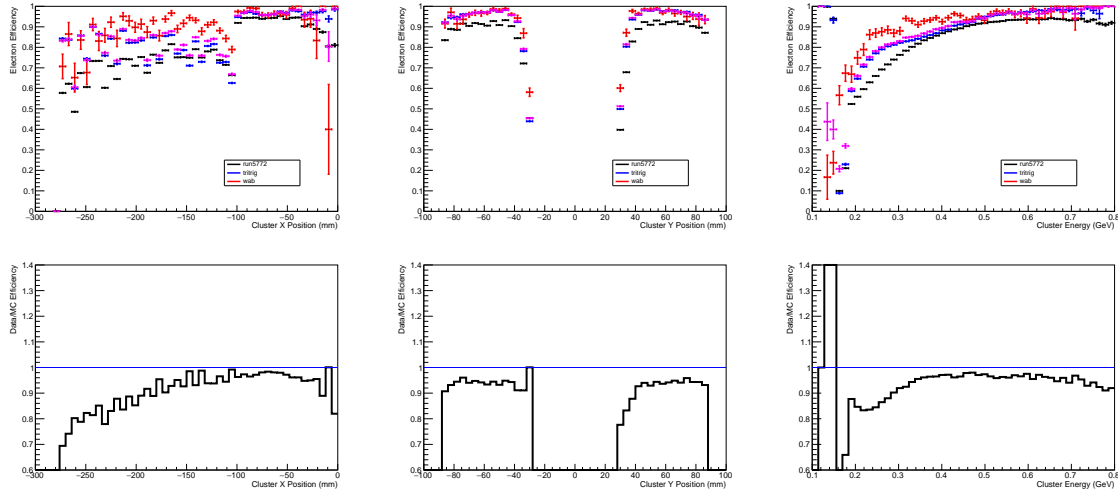 Electron Efficiency
1
0.9
0.8
0.7
0.6
0.5
0.4
0.3
0.2
0.1
0
run5772
tritrig
wab
−300 −250 −200 −150 −100 −50 0
Cluster X Position (mm)
Electron Efficiency
1
0.9
0.8
0.7
0.6
0.5
0.4
0.3
0.2
0.1
0
run5772
tritrig
wab
−100 −80 −60 −40 −20 0 20 40 60 80 100
Cluster Y Position (mm)
Electron Efficiency
1
0.9
0.8
0.7
0.6
0.5
0.4
0.3
0.2
0.1
0
run5772
tritrig
wab
0.1 0.2 0.3 0.4 0.5 0.6 0.7 0.8
Cluster Energy (GeV)
Data/MC Efficiency
1.4
1.3
1.2
1.1
1
0.9
0.8
0.7
0.6
−300 −250 −200 −150 −100 −50 0
Cluster X Position (mm)
Data/MC Efficiency
1.4
1.3
1.2
1.1
1
0.9
0.8
0.7
0.6
−100 −80 −60 −40 −20 0 20 40 60 80 100
Cluster Y Position (mm)
Data/MC Efficiency
1.4
1.3
1.2
1.1
1
0.9
0.8
0.7
0.6
0.1 0.2 0.3 0.4 0.5 0.6 0.7 0.8
Cluster Energy (GeV)